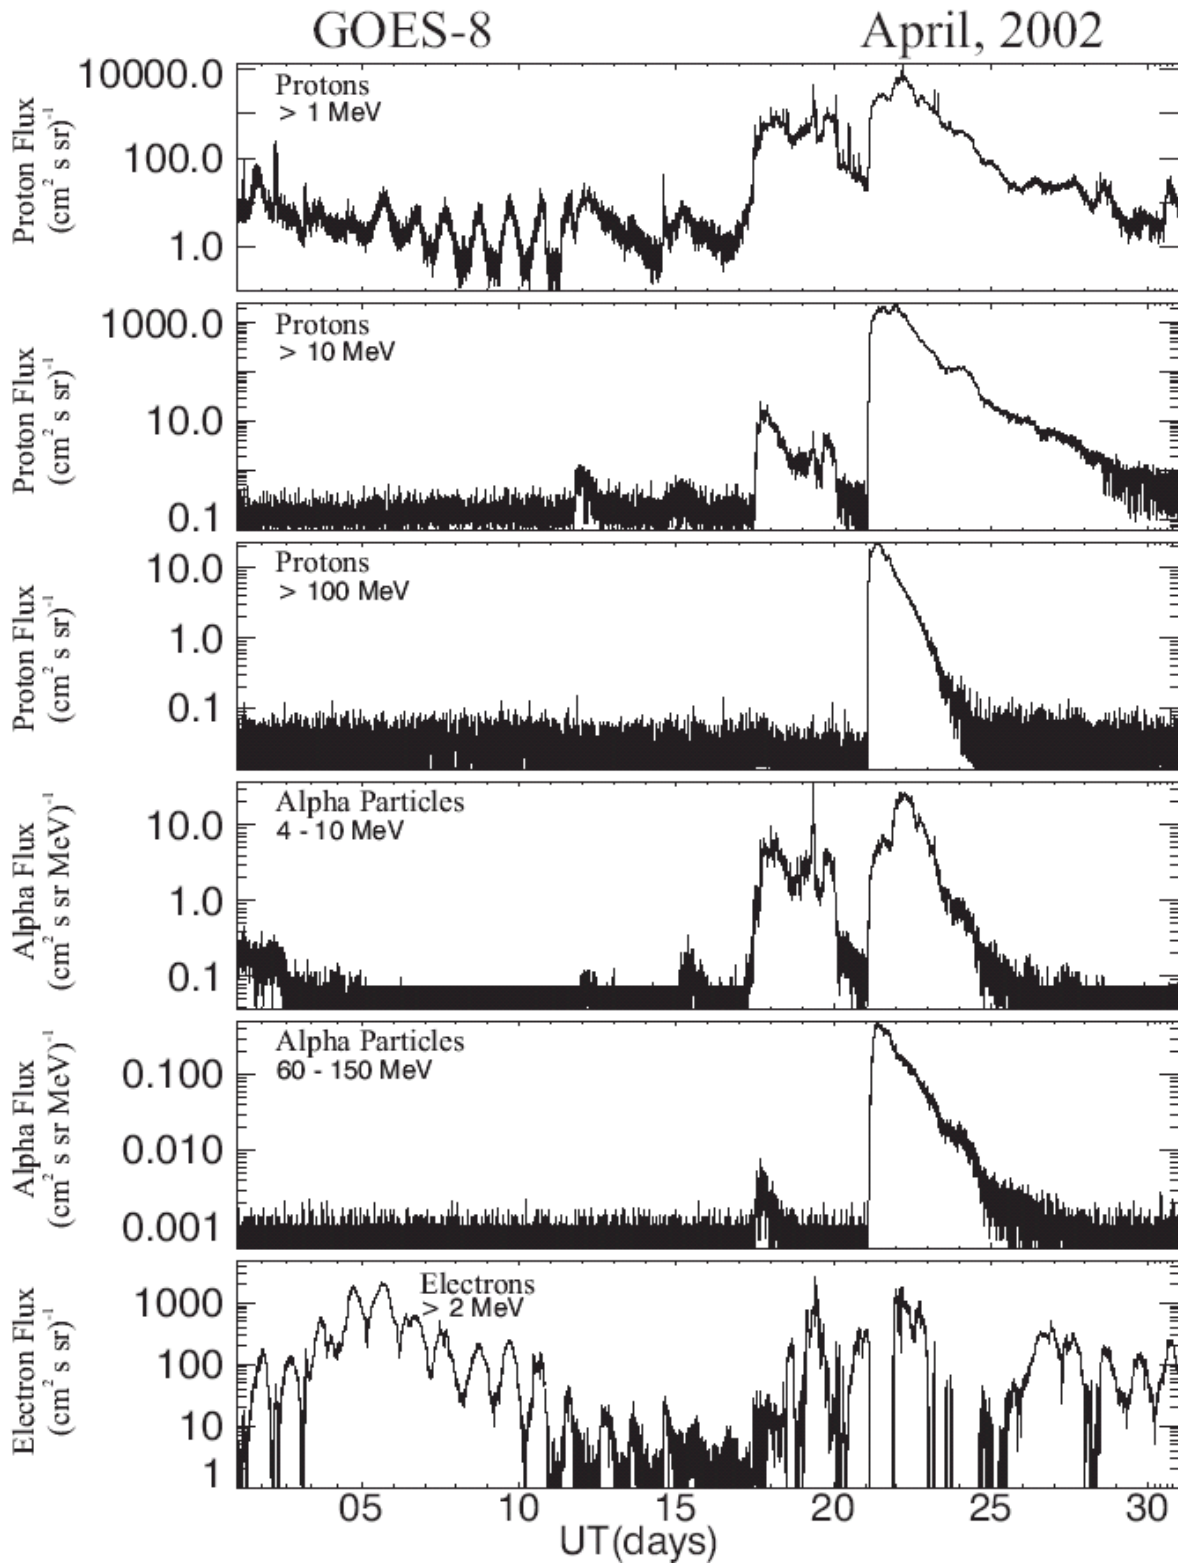 GOES-8 April, 2002
Protons
> 1 MeV
10000.0
100.0
1.0
Proton Flux
(cm² s sr)⁻¹
Protons
> 10 MeV
1000.0
10.0
0.1
Proton Flux
(cm² s sr)⁻¹
Protons
> 100 MeV
10.0
1.0
0.1
Proton Flux
(cm² s sr)⁻¹
Alpha Particles
4 - 10 MeV
10.0
1.0
0.1
Alpha Flux
(cm² s sr MeV)⁻¹
Alpha Particles
60 - 150 MeV
0.100
0.010
0.001
Alpha Flux
(cm² s sr MeV)⁻¹
Electrons
> 2 MeV
1000
100
10
1
Electron Flux
(cm² s sr)⁻¹
05 10 15 20 25 30
UT(days)